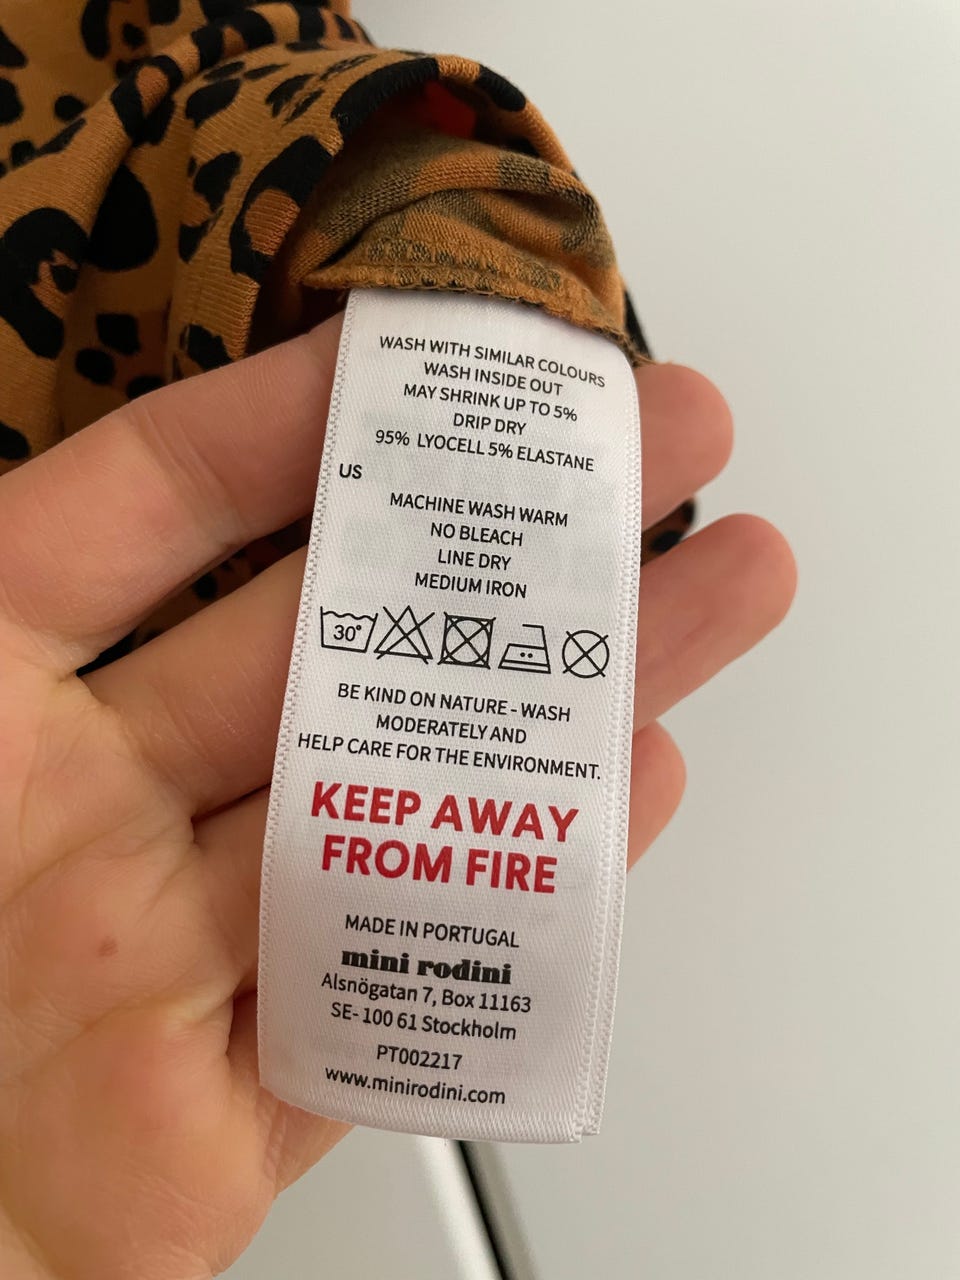 WASH WITH SIMILAR COLOURS
WASH INSIDE OUT
MAY SHRINK UP TO 5%
DRIP DRY
95% LYOCELL 5% ELASTANE
US
MACHINE WASH WARM
NO BLEACH
LINE DRY
MEDIUM IRON
30°
BE KIND ON NATURE - WASH
MODERATELY AND
HELP CARE FOR THE ENVIRONMENT.
KEEP AWAY
FROM FIRE
MADE IN PORTUGAL
mini rodini
Alsnögatan 7, Box 11163
SE- 100 61 Stockholm
PT002217
www.minirodini.com